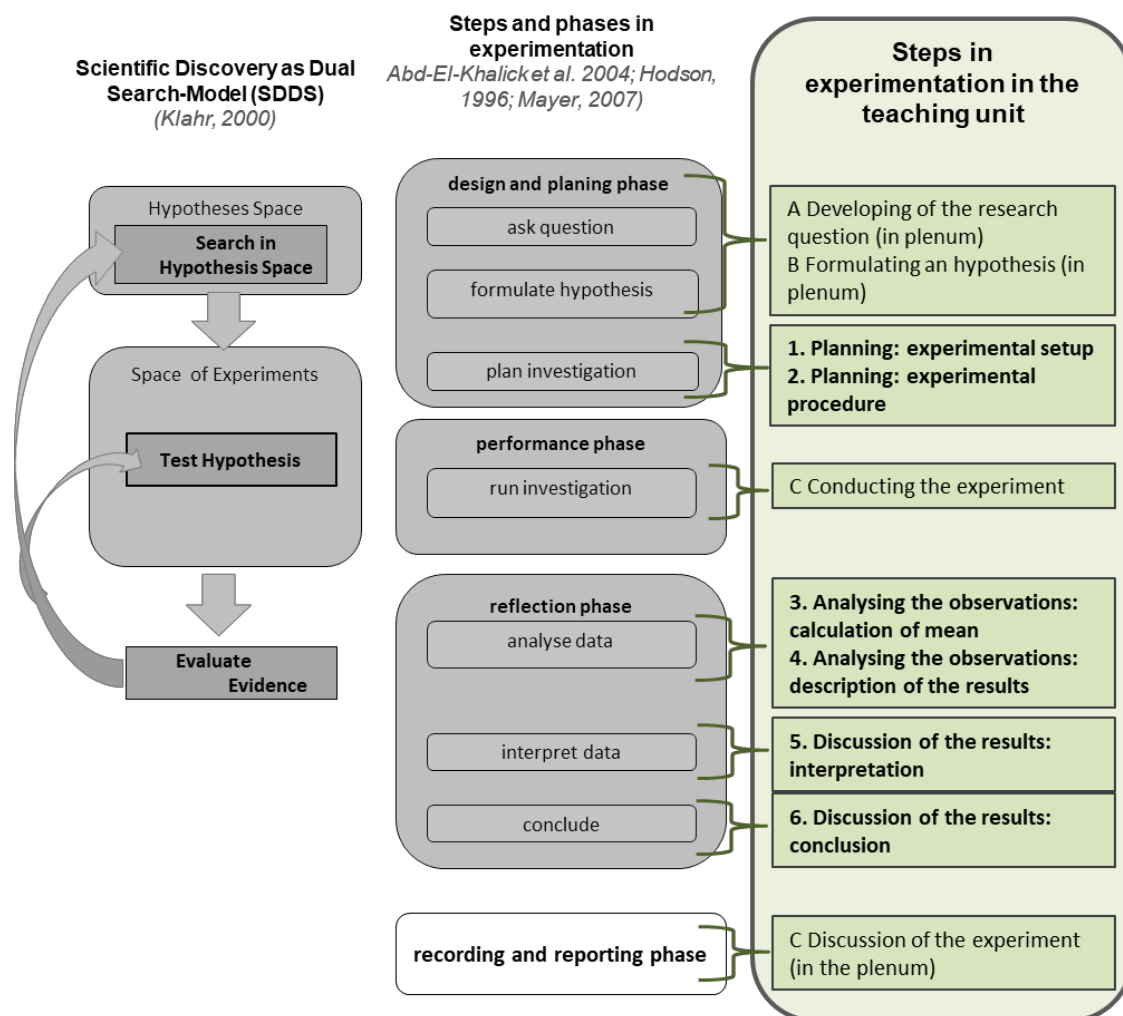 Scientific Discovery as Dual
Search-Model (SDDS)
(Klahr, 2000)
Hypotheses Space
Search in
Hypothesis Space
Space of Experiments
Test Hypothesis
Evaluate
Evidence
Steps and phases in
experimentation
Abd-El-Khalick et al. 2004; Hodson,
1996; Mayer, 2007)
design and planing phase
ask question
formulate hypothesis
plan investigation
performance phase
run investigation
reflection phase
analyse data
interpret data
conclude
recording and reporting phase
Steps in
experimentation in the
teaching unit
A Developing of the research
question (in plenum)
B Formulating an hypothesis (in
plenum)
1. Planning: experimental setup
2. Planning: experimental
procedure
C Conducting the experiment
3. Analysing the observations:
calculation of mean
4. Analysing the observations:
description of the results
5. Discussion of the results:
interpretation
6. Discussion of the results:
conclusion
C Discussion of the experiment
(in the plenum)